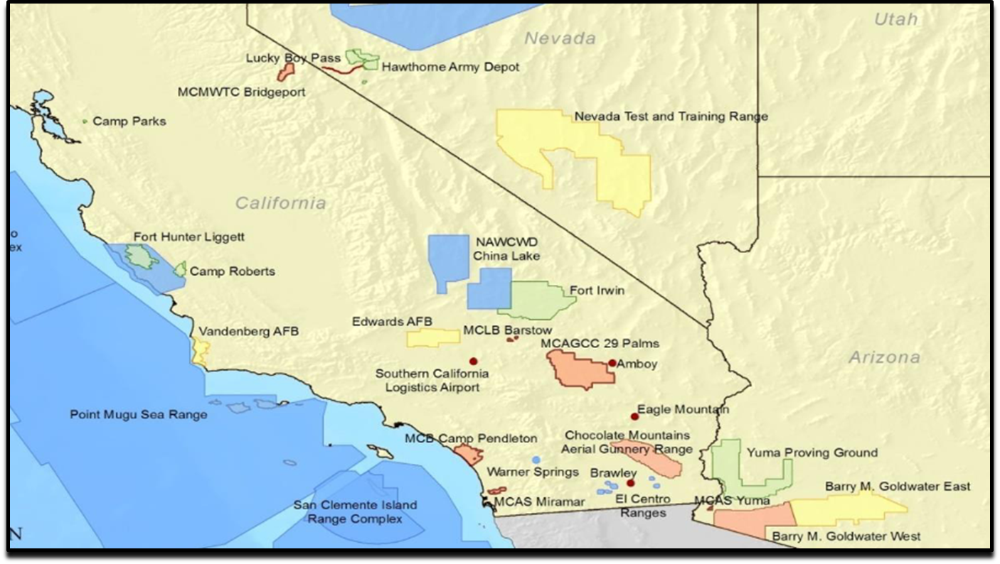 Utah
Nevada
Lucky Boy Pass
Hawthorne Army Depot
MCMWTC Bridgeport
Nevada Test and Training Range
Camp Parks
California
o
ex
Fort Hunter Liggett
NAWCWD
China Lake
Camp Roberts
Fort Irwin
Edwards AFB
Vandenberg AFB
MCLB Barstow
MCAGCC 29 Palms
Arizona
Amboy
Southern California
Logistics Airport
Eagle Mountain
Point Mugu Sea Range
MCB Camp Pendleton
Chocolate Mountains
Aerial Gunnery Range
Yuma Proving Ground
Warner Springs
Brawley
Barry M. Goldwater East
El Centro
Ranges
MCAS Yuma
MCAS Miramar
San Clemente Island
Range Complex
N
Barry M. Goldwater West